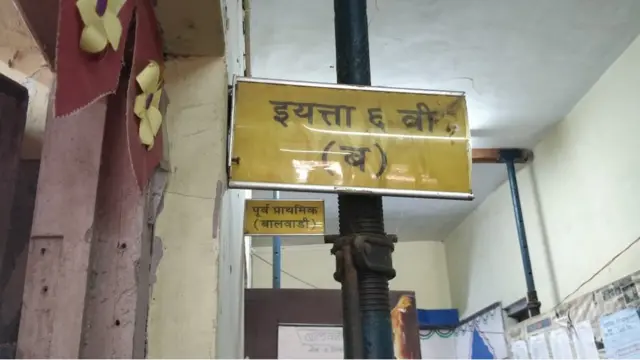 इयत्ता ६ वी
(ब)
पूर्व प्राथमिक
(बालवाडी)